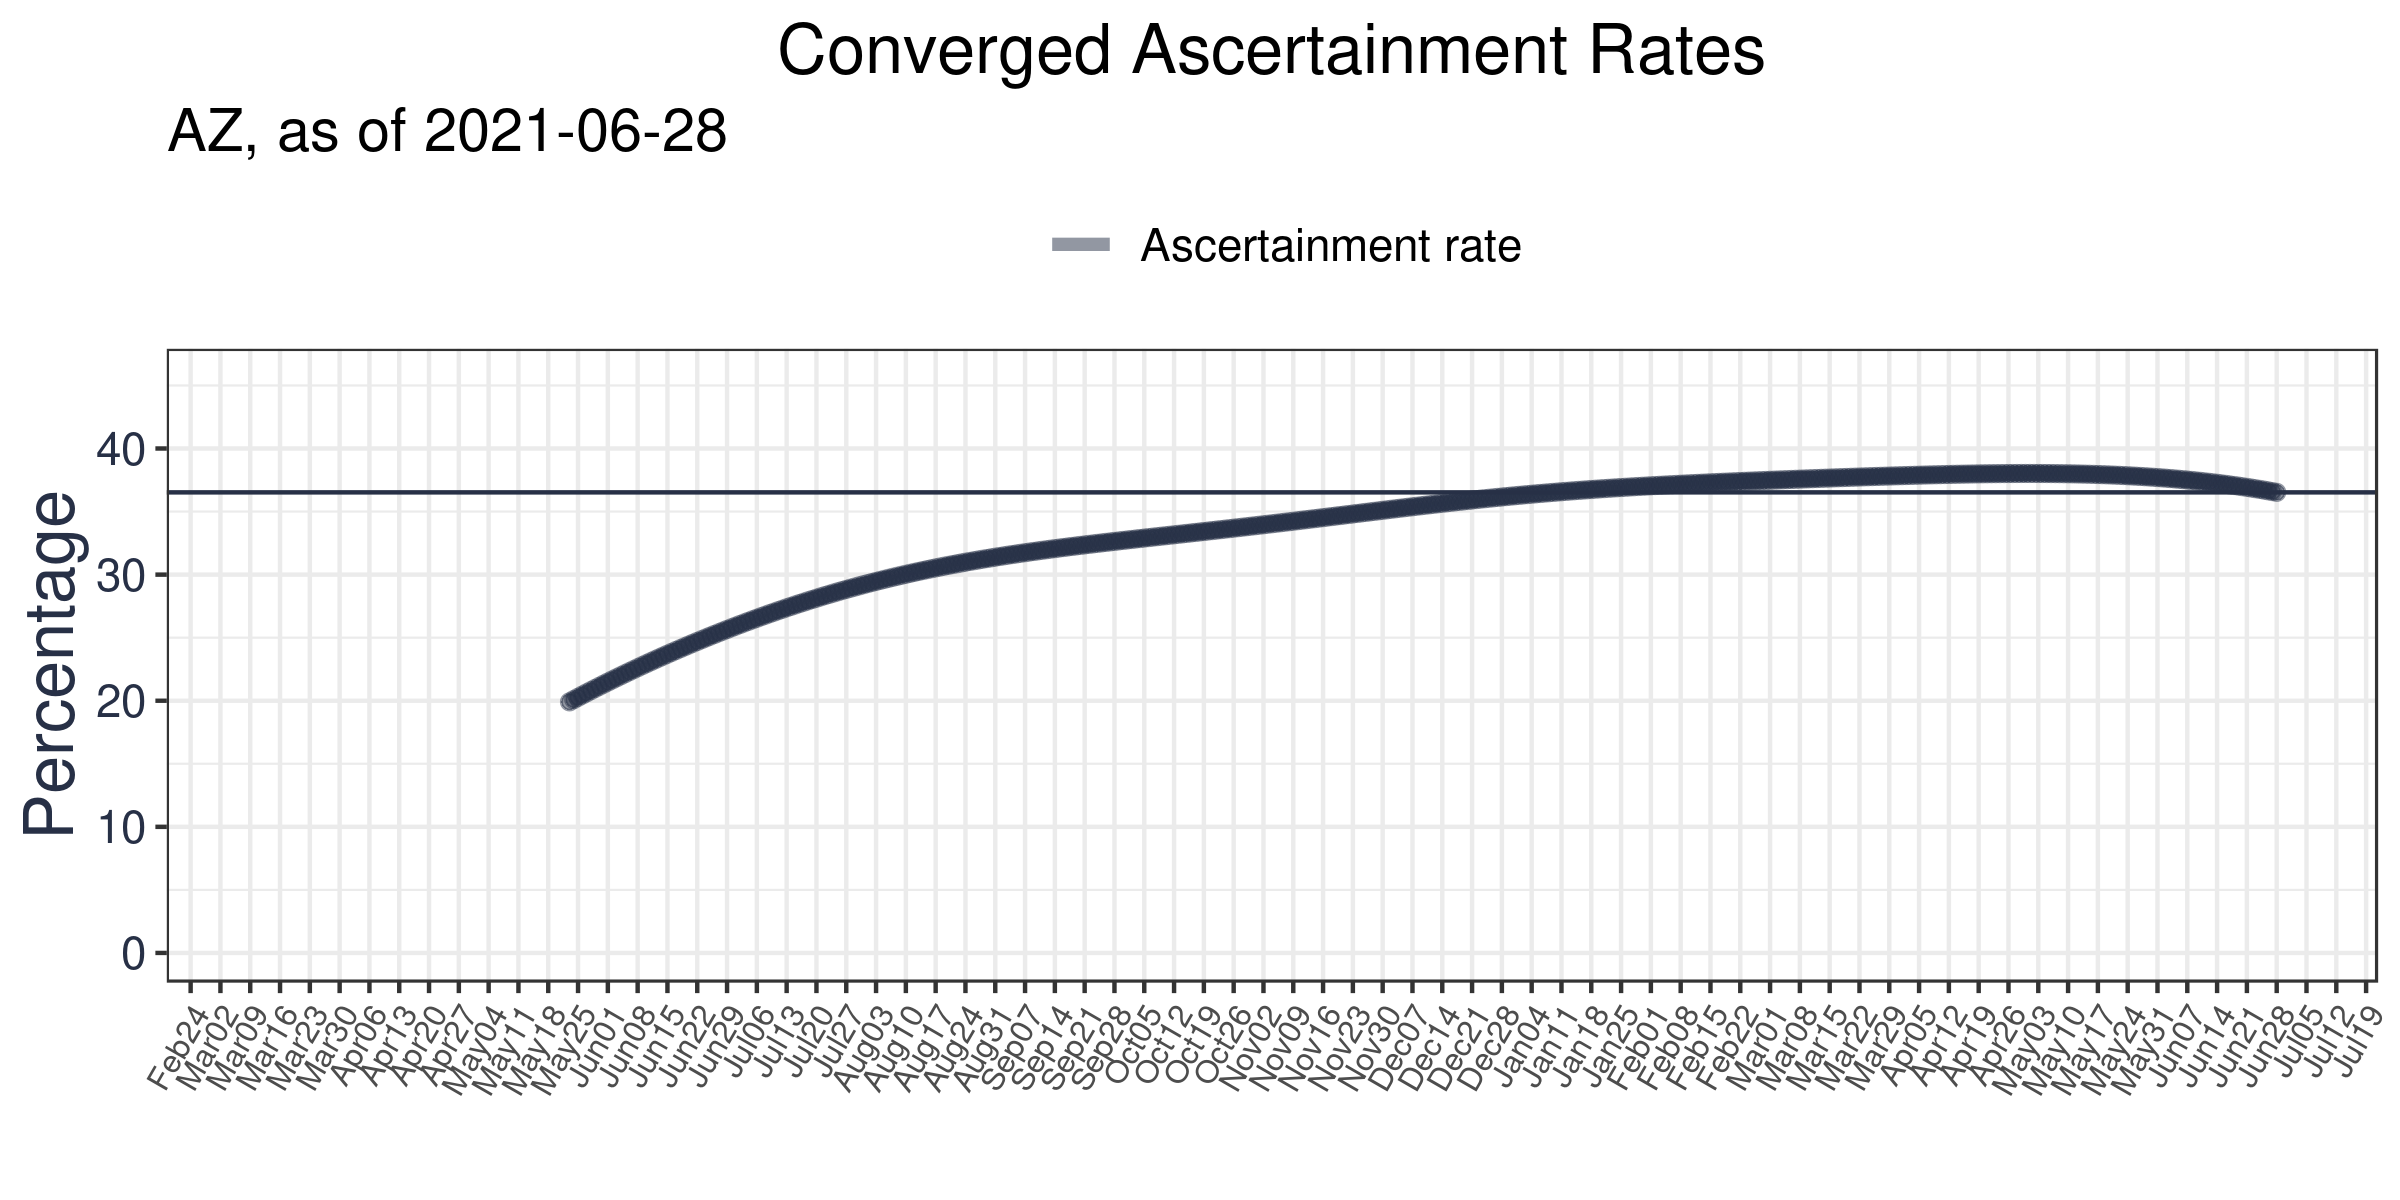 Converged Ascertainment Rates
AZ, as of 2021-06-28
Ascertainment rate
Percentage
40
30
20
10
0
Feb24
Mar02
Mar09
Mar16
Mar23
Mar30
Apr06
Apr13
Apr20
Apr27
May04
May11
May18
May25
Jun01
Jun08
Jun15
Jun22
Jun29
Jul06
Jul13
Jul20
Jul27
Aug03
Aug10
Aug17
Aug24
Aug31
Sep07
Sep14
Sep21
Sep28
Oct05
Oct12
Oct19
Oct26
Nov02
Nov09
Nov16
Nov23
Nov30
Dec07
Dec14
Dec21
Dec28
Jan04
Jan11
Jan18
Jan25
Feb01
Feb08
Feb15
Feb22
Mar01
Mar08
Mar15
Mar22
Mar29
Apr05
Apr12
Apr19
Apr26
May03
May10
May17
May24
May31
Jun07
Jun14
Jun21
Jun28
Jul05
Jul12
Jul19